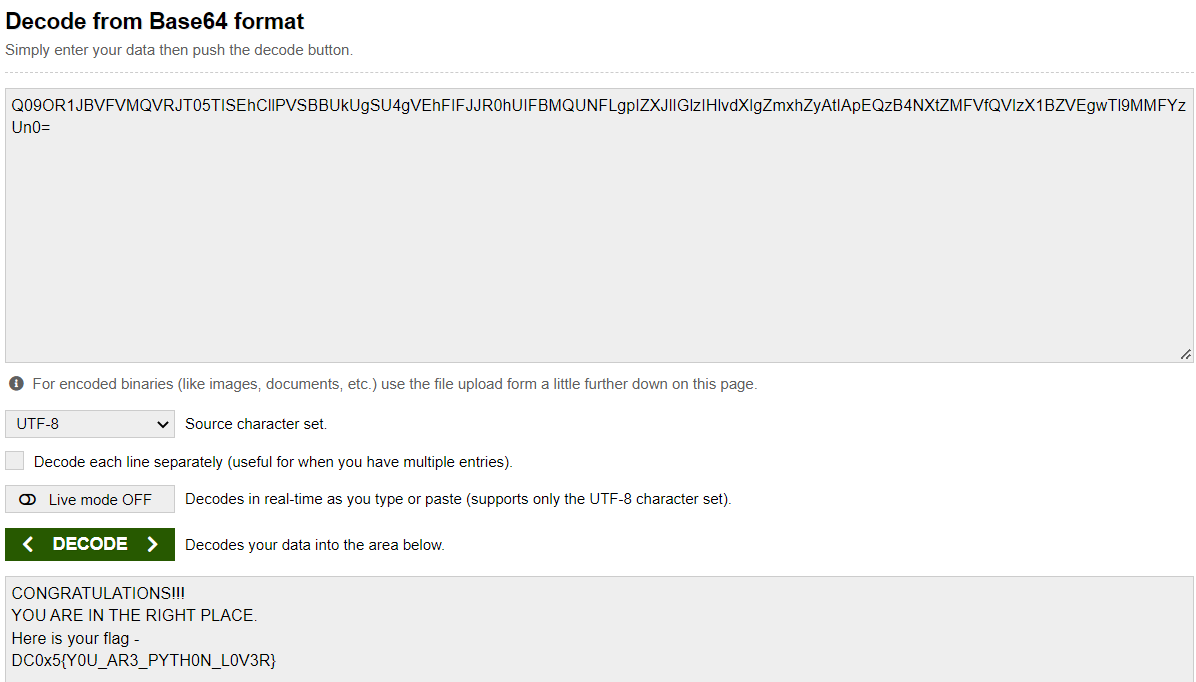 Decode from Base64 format
Simply enter your data then push the decode button.
Q09OR1JBVFVMQVRJT05TISEhCllPVSBBUkUgSU4gVEhFIFJJR0hUIFBMQUNFLgpIZXJlIGlzIHlvdXIgZmxhZyAtIApEQzB4NXtZMFVfQVIzX1BZVEgwTl9MMFYz
Un0=
For encoded binaries (like images, documents, etc.) use the file upload form a little further down on this page.
UTF-8 Source character set.
Decode each line separately (useful for when you have multiple entries).
Live mode OFF Decodes in real-time as you type or paste (supports only the UTF-8 character set).
DECODE Decodes your data into the area below.
CONGRATULATIONS!!!
YOU ARE IN THE RIGHT PLACE.
Here is your flag -
DC0x5{Y0U_AR3_PYTH0N_L0V3R}